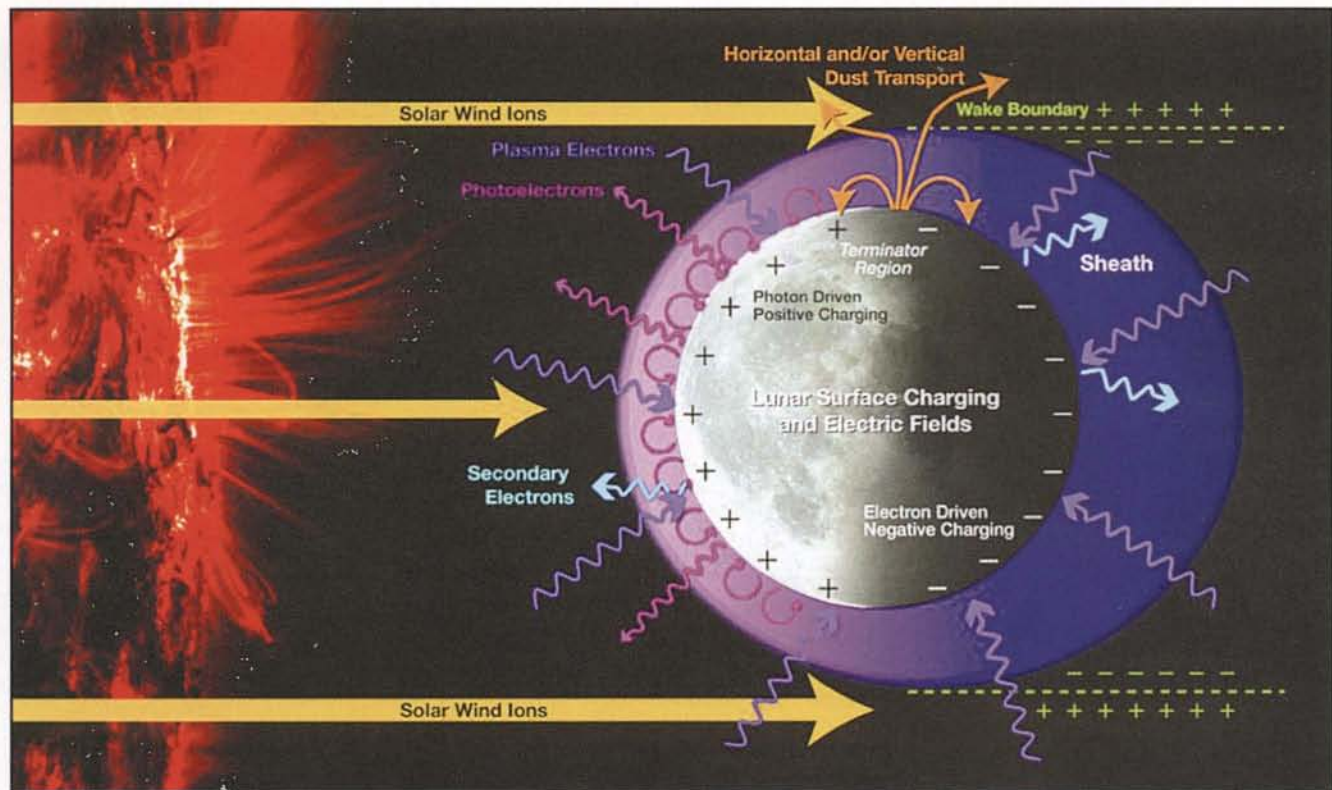 Horizontal and/or Vertical
Dust Transport
Solar Wind Ions
Wake Boundary + + + + +
– – – – – –
Plasma Electrons
Photoelectrons
+ –
Terminator
Region
+ –
Sheath
+ –
Photon Driven
Positive Charging
+ –
Lunar Surface Charging
and Electric Fields
+ –
Secondary
Electrons
+ –
Electron Driven
Negative Charging
+ –
+ –
+ –
– – – – – –
Solar Wind Ions
+ + + + + + +